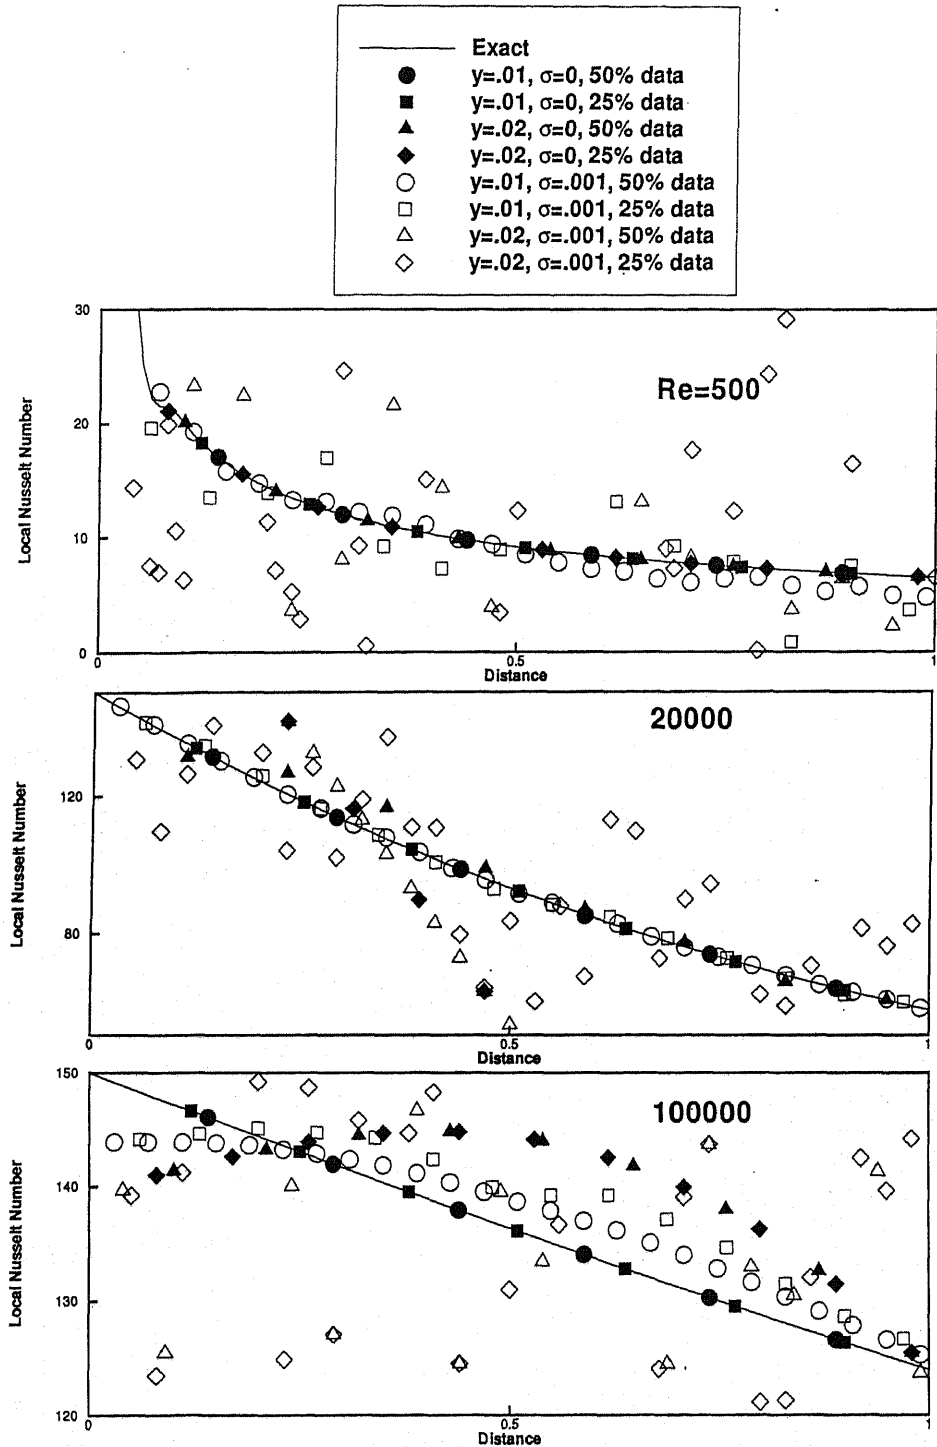 Exact
y=.01, σ=0, 50% data
y=.01, σ=0, 25% data
y=.02, σ=0, 50% data
y=.02, σ=0, 25% data
y=.01, σ=.001, 50% data
y=.01, σ=.001, 25% data
y=.02, σ=.001, 50% data
y=.02, σ=.001, 25% data
30
20
10
0
Local Nusselt Number
Re=500
0
0.5
1
Distance
120
80
Local Nusselt Number
20000
0
0.5
1
Distance
150
140
130
120
Local Nusselt Number
100000
0
0.5
1
Distance